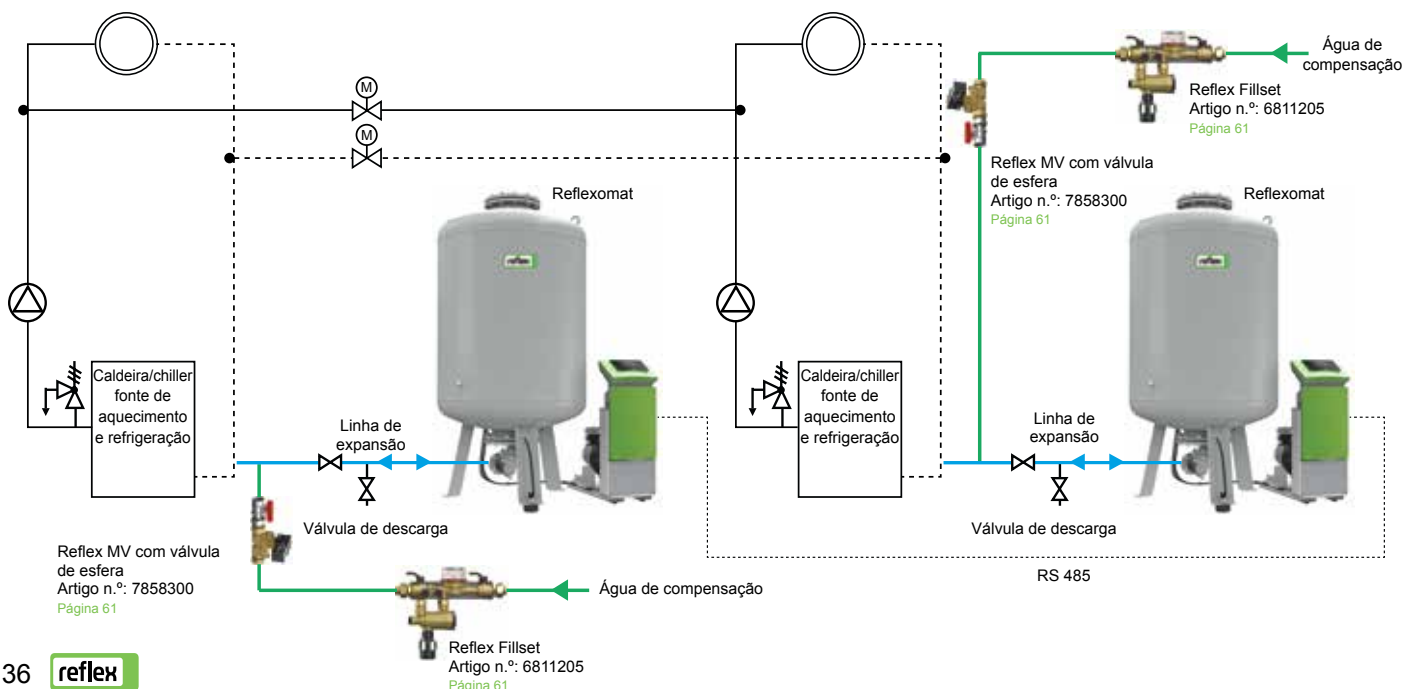 Água de
compensação
Reflex Fillset
Artigo n.º: 6811205
Página 61
M
M
Reflex MV com válvula
de esfera
Artigo n.º: 7858300
Página 61
Reflexomat
Reflexomat
reflex
reflex
Caldeira/chiller
fonte de
aquecimento
e refrigeração
Linha de
expansão
Válvula de descarga
Caldeira/chiller
fonte de
aquecimento
e refrigeração
Linha de
expansão
Válvula de descarga
RS 485
Reflex MV com válvula
de esfera
Artigo n.º: 7858300
Página 61
Água de compensação
Reflex Fillset
Artigo n.º: 6811205
Página 61
36 reflex